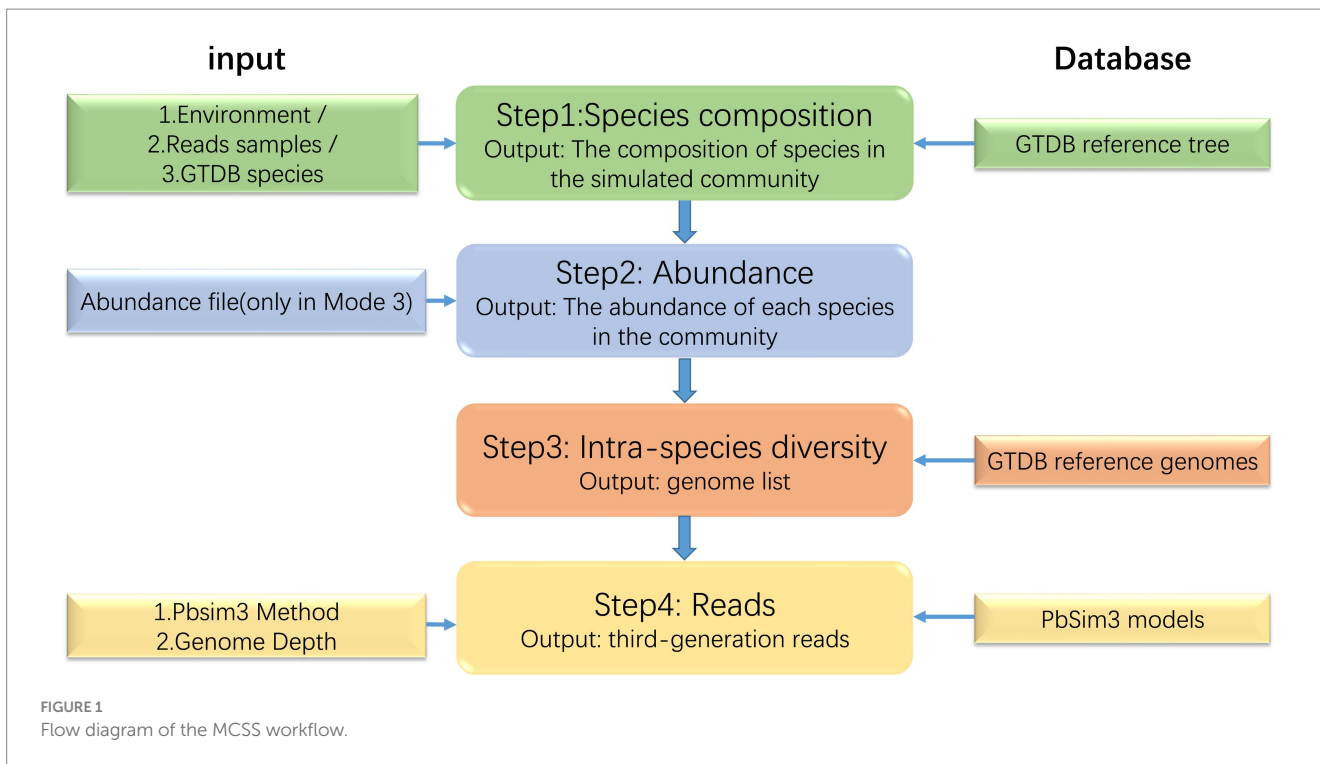 input
Database
1.Environment /
2.Reads samples /
3.GTDB species
Step1:Species composition
Output: The composition of species in
the simulated community
GTDB reference tree
Abundance file(only in Mode 3)
Step2: Abundance
Output: The abundance of each species
in the community
Step3: Intra-species diversity
Output: genome list
GTDB reference genomes
1.Pbsim3 Method
2.Genome Depth
Step4: Reads
Output: third-generation reads
PbSim3 models
FIGURE 1
Flow diagram of the MCSS workflow.